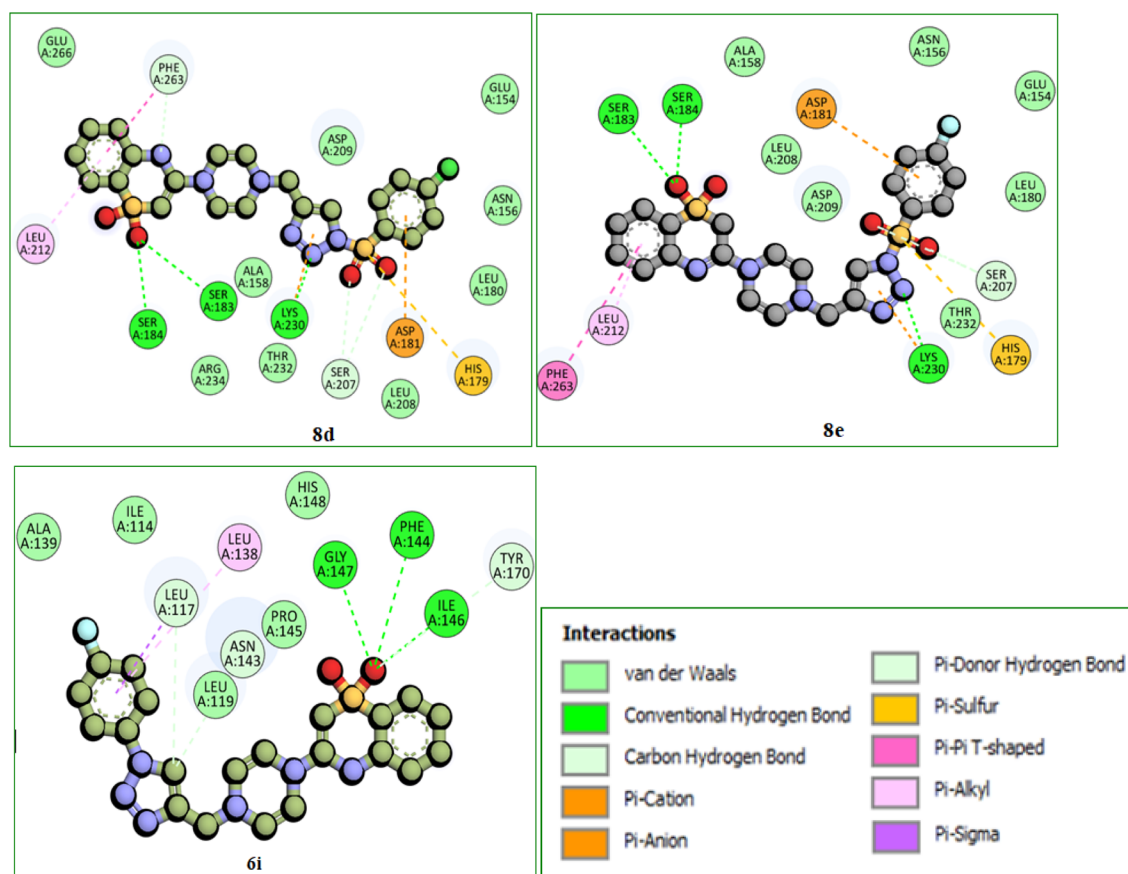 GLU
A:266
PHE
A:263
GLU
A:154
ASP
A:209
ASN
A:156
LEU
A:212
ALA
A:158
LEU
A:180
SER
A:183
LYS
A:230
SER
A:184
ASP
A:181
ARG
A:234
THR
A:232
SER
A:207
HIS
A:179
LEU
A:208
8d
ALA
A:158
ASN
A:156
SER
A:183
SER
A:184
ASP
A:181
GLU
A:154
LEU
A:208
ASP
A:209
LEU
A:180
SER
A:207
LEU
A:212
THR
A:232
HIS
A:179
PHE
A:263
LYS
A:230
8e
ALA
A:139
ILE
A:114
HIS
A:148
LEU
A:138
PHE
A:144
GLY
A:147
TYR
A:170
LEU
A:117
ILE
A:146
PRO
A:145
ASN
A:143
LEU
A:119
6i
Interactions
van der Waals
Conventional Hydrogen Bond
Carbon Hydrogen Bond
Pi-Cation
Pi-Anion
Pi-Donor Hydrogen Bond
Pi-Sulfur
Pi-Pi T-shaped
Pi-Alkyl
Pi-Sigma